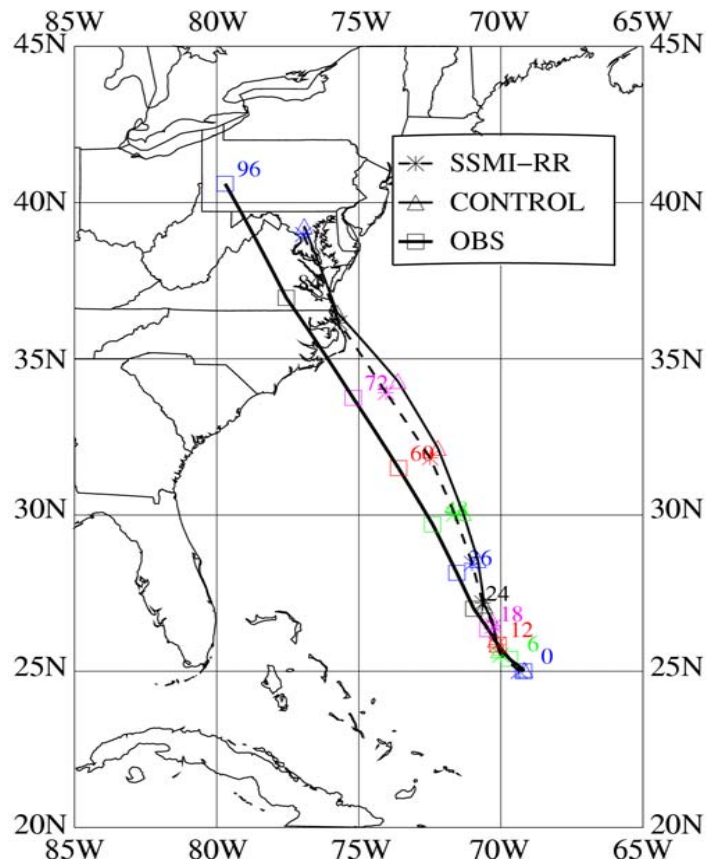 85W 80W 75W 70W 65W
45N 45N
SSMI-RR
96
40N CONTROL 40N
OBS
35N 35N
72
60
30N 30N
36
24
18
12
6
25N 0 25N
20N 20N
85W 80W 75W 70W 65W